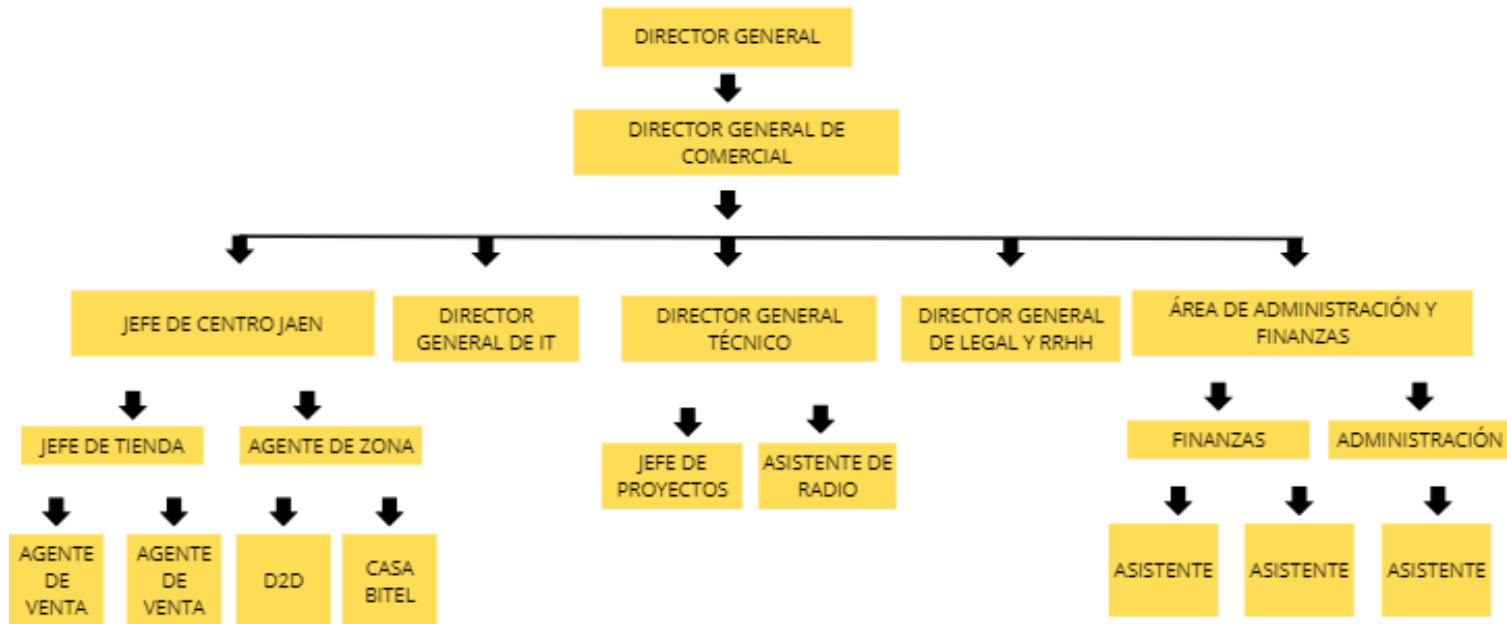 DIRECTOR GENERAL
DIRECTOR GENERAL DE
COMERCIAL
JEFE DE CENTRO JAEN
DIRECTOR
GENERAL DE IT
DIRECTOR GENERAL
TÉCNICO
DIRECTOR GENERAL
DE LEGAL Y RRHH
ÁREA DE ADMINISTRACIÓN Y
FINANZAS
JEFE DE TIENDA
AGENTE DE ZONA
JEFE DE
PROYECTOS
ASISTENTE DE
RADIO
FINANZAS
ADMINISTRACIÓN
AGENTE
DE
VENTA
AGENTE
DE
VENTA
D2D
CASA
BITEL
ASISTENTE
ASISTENTE
ASISTENTE